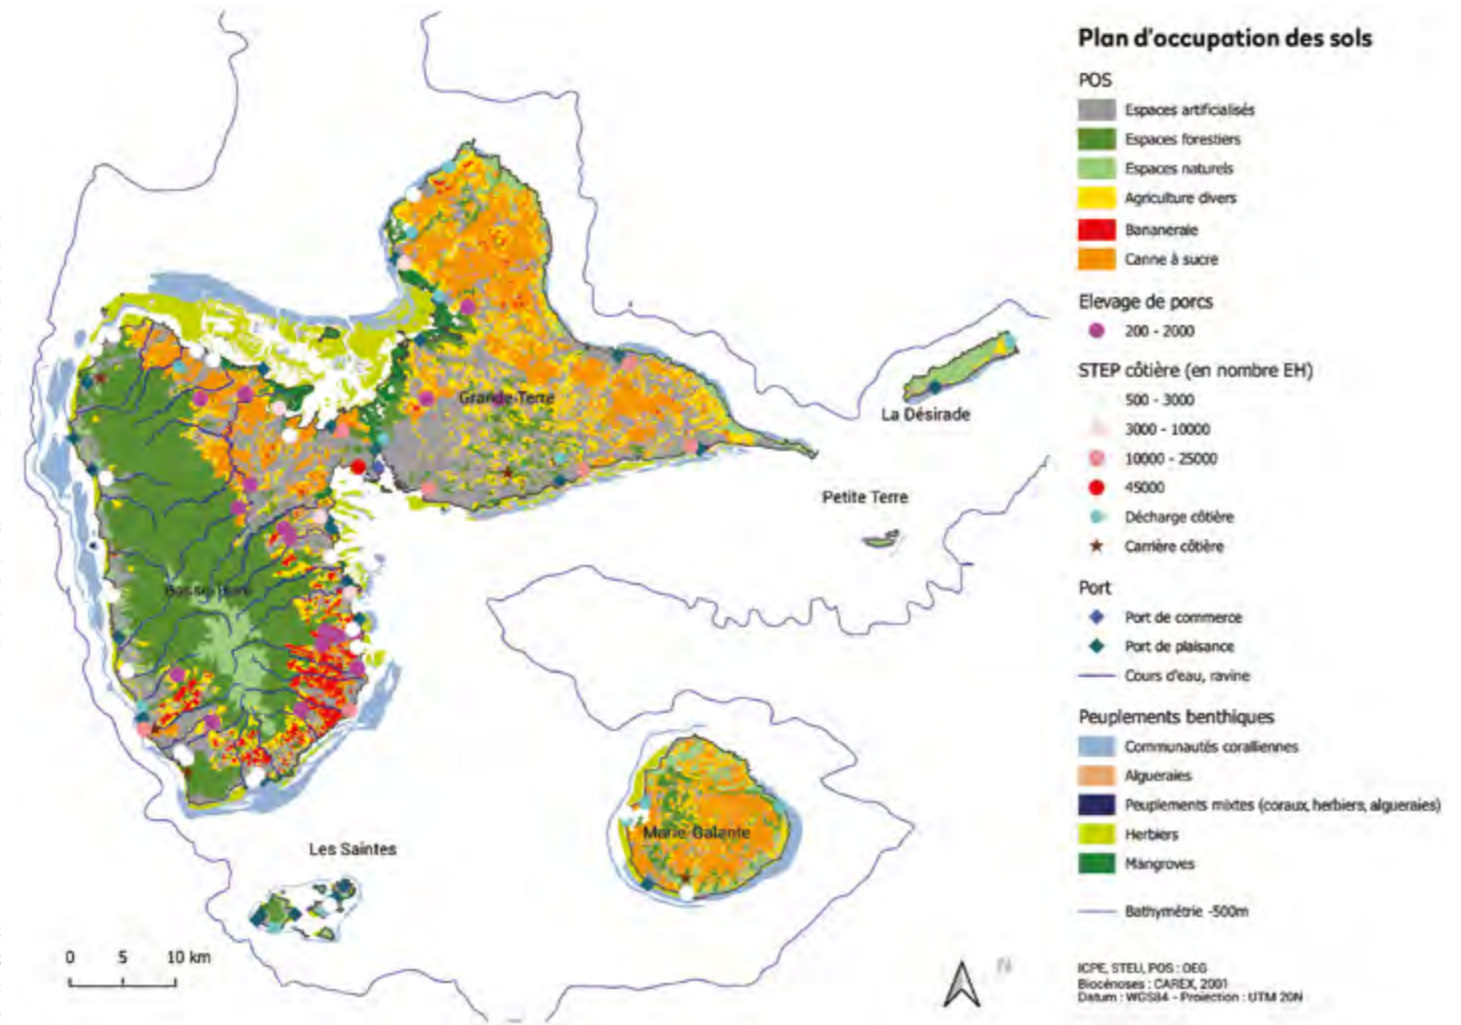 Plan d'occupation des sols
POS
Espaces artificialisés
Espaces forestiers
Espaces naturels
Agriculture divers
Bananeraie
Canne à sucre
Elevage de porcs
200 - 2000
STEP côtière (en nombre EH)
500 - 3000
3000 - 10000
10000 - 25000
45000
Décharge côtière
Carrière côtière
Port
Port de commerce
Port de plaisance
Cours d'eau, ravine
Peuplements benthiques
Communautés coralliennes
Algueraies
Peuplements mixtes (coraux, herbiers, algueraies)
Herbiers
Mangroves
Bathymétrie -500m
ICPE, STEU, POS : OEG
Biocénoses : CAREX, 2001
Datum : WGS84 - Projection : UTM 20N
Grande-Terre
La Désirade
Petite Terre
Basse-Terre
Marie-Galante
Les Saintes
0 5 10 km
N